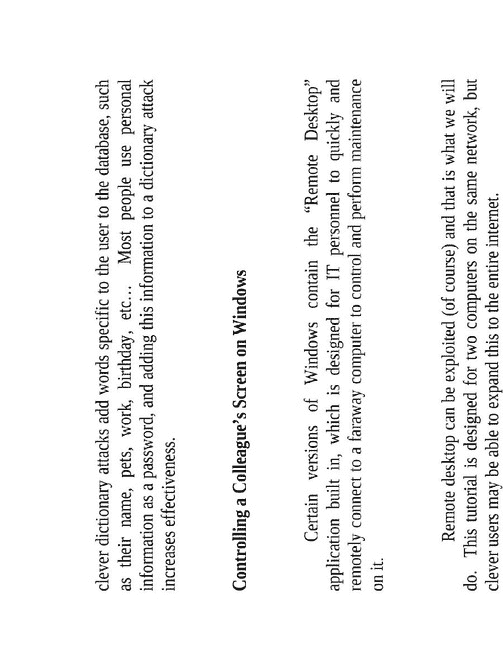 clever dictionary attacks add words specific to the user to the database, such
as their name, pets, work, birthday, etc… Most people use personal
information as a password, and adding this information to a dictionary attack
increases effectiveness.
Controlling a Colleague’s Screen on Windows
Certain versions of Windows contain the “Remote Desktop”
application built in, which is designed for IT personnel to quickly and
remotely connect to a faraway computer to control and perform maintenance
on it.
Remote desktop can be exploited (of course) and that is what we will
do. This tutorial is designed for two computers on the same network, but
clever users may be able to expand this to the entire internet.